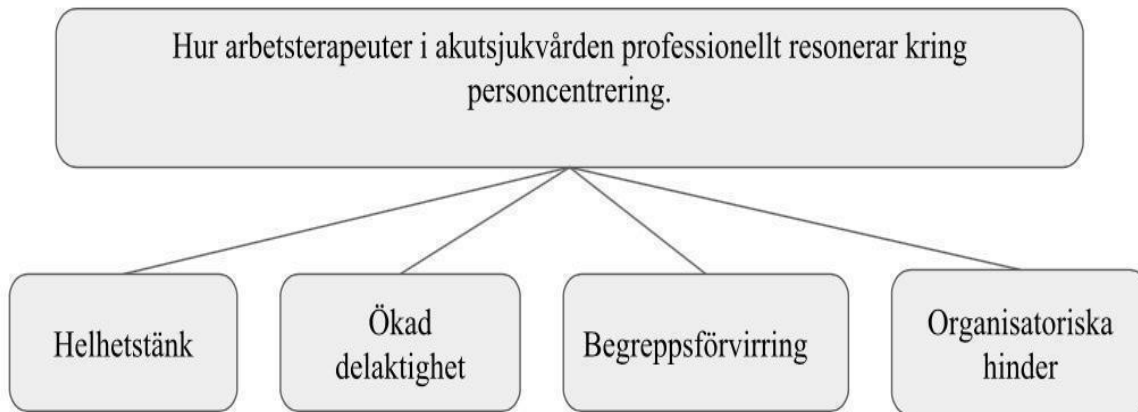 Hur arbetsterapeuter i akutsjukvården professionellt resonerar kring
personcentrering.
Helhetstänk
Ökad
delaktighet
Begreppsförvirring
Organisatoriska
hinder